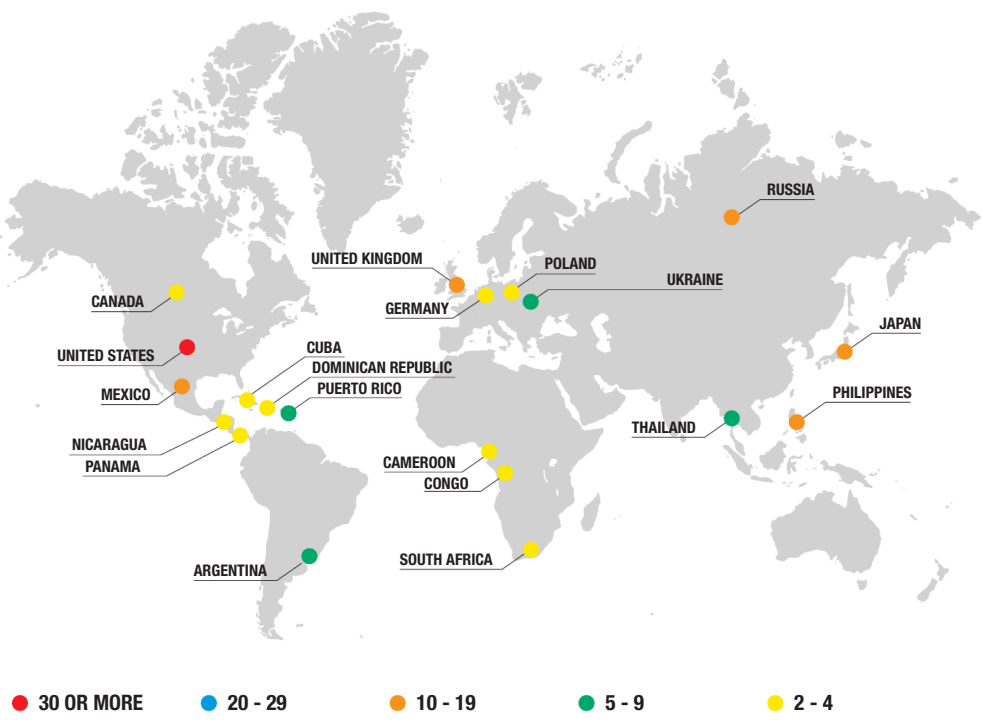 RUSSIA
UNITED KINGDOM
POLAND
UKRAINE
CANADA
GERMANY
JAPAN
UNITED STATES
CUBA
DOMINICAN REPUBLIC
MEXICO
PUERTO RICO
PHILIPPINES
THAILAND
NICARAGUA
PANAMA
CAMEROON
CONGO
SOUTH AFRICA
ARGENTINA
30 OR MORE
20 - 29
10 - 19
5 - 9
2 - 4